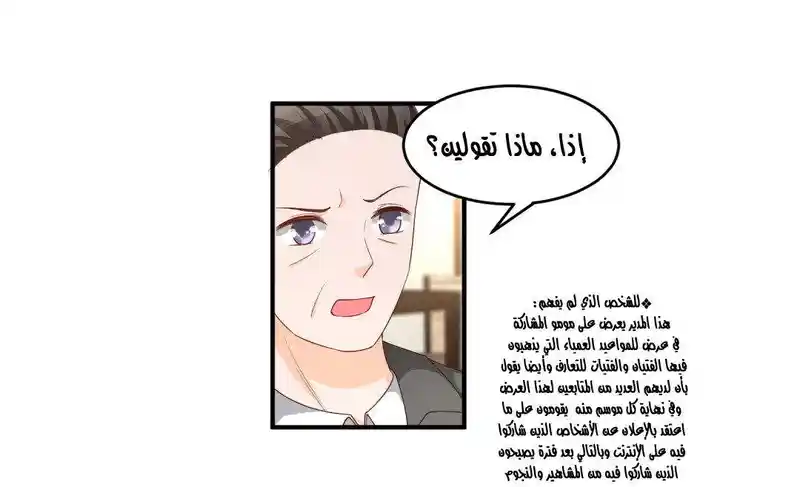 إذا، ماذا تقولين؟
❖للشخص الذي لم يفهم :
هذا المدير يعرض على مومو المشاركة
في عرض للمواعيد العمياء التي يذهبون
فيها الفتيان والفتيات للتعارف وأيضا يقول
بأن لديهم العديد من المتابعين لهذا العرض
وفي نهاية كل موسم منه يقومون على ما
اعتقد بالإعلان عن الأشخاص الذين شاركوا
فيه على الإنترنت وبالتالي بعد فترة يصبحون
الذين شاركوا فيه من المشاهير والنجوم